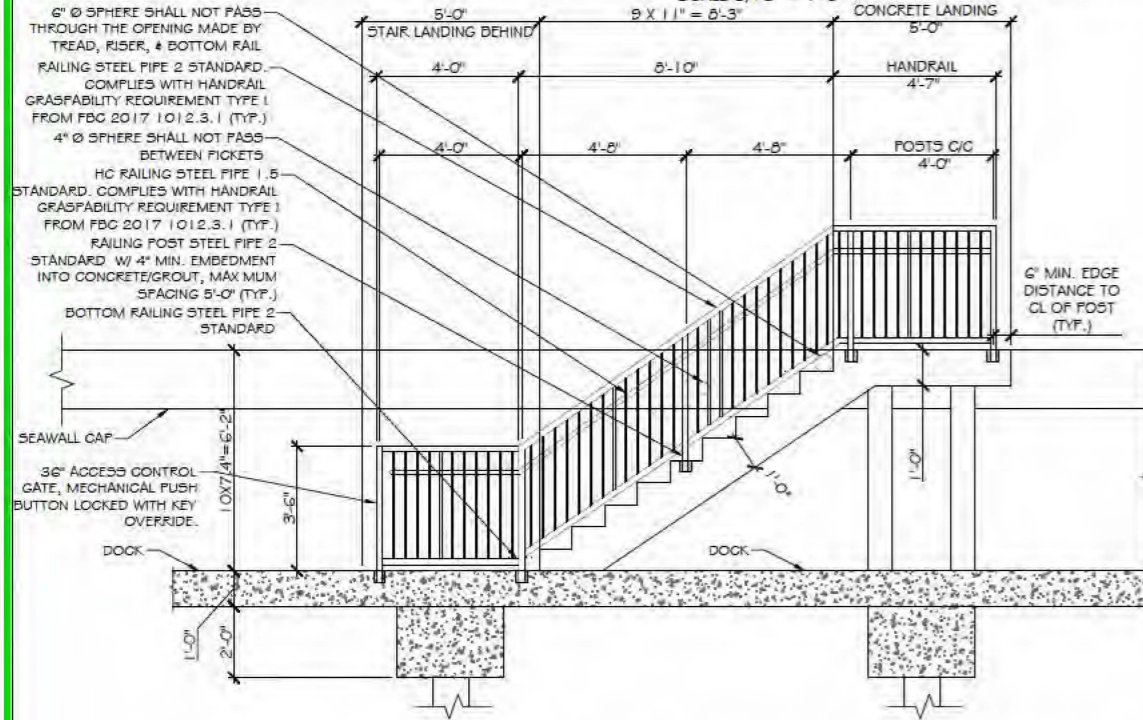 6" Ø SPHERE SHALL NOT PASS
THROUGH THE OPENING MADE BY
TREAD, RISER, & BOTTOM RAIL
RAILING STEEL PIPE 2 STANDARD.
COMPLIES WITH HANDRAIL
GRASPABILITY REQUIREMENT TYPE I
FROM FBC 2017 1012.3.1 (TYP.)
4" Ø SPHERE SHALL NOT PASS
BETWEEN PICKETS
HC RAILING STEEL PIPE 1.5
STANDARD. COMPLIES WITH HANDRAIL
GRASPABILITY REQUIREMENT TYPE I
FROM FBC 2017 1012.3.1 (TYP.)
RAILING POST STEEL PIPE 2
STANDARD W/ 4" MIN. EMBEDMENT
INTO CONCRETE/GROUT, MAX MUM
SPACING 5'-0" (TYP.)
BOTTOM RAILING STEEL PIPE 2
STANDARD
SEAWALL CAP
36" ACCESS CONTROL
GATE, MECHANICAL PUSH
BUTTON LOCKED WITH KEY
OVERRIDE.
DOCK
5'-0"
STAIR LANDING BEHIND
9 X 11" = 8'-3"
CONCRETE LANDING
5'-0"
4'-0"
8'-10"
HANDRAIL
4'-7"
4'-0"
4'-8"
4'-8"
POSTS C/C
4'-0"
6" MIN. EDGE
DISTANCE TO
CL OF POST
(TYP.)
10X7/4"=6'-2"
3'-6"
1'-0"
1'-0"
DOCK
1'-0"
2'-0"